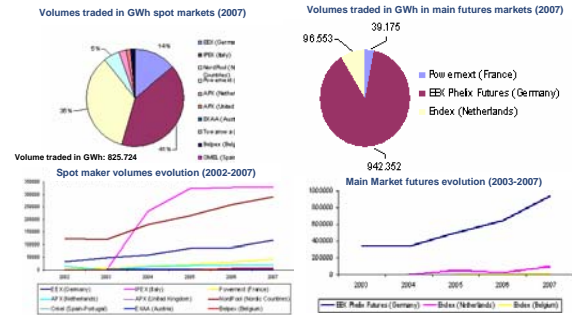 Volumes traded in GWh spot markets (2007)
5%
14%
36%
41%
EEX (Germ
IPEX (Italy)
NordPool (N
Countries)
Powernext (
APX (Nether
APX (United
EXAA (Aust
Belpex (Belg
OMEL (Spai
Volume traded in GWh: 825.724
Volumes traded in GWh in main futures markets (2007)
39.175
96.553
942.352
Powernext (France)
EEX Phelix Futures (Germany)
Endex (Netherlands)
Spot maker volumes evolution (2002-2007)
350000
300000
250000
200000
150000
100000
50000
0
2002 2003 2004 2005 2006 2007
EEX (Germany) IPEX (Italy) Powernext (France)
APX (Netherlands) APX (United Kingdom) NordPool (Nordic Countries)
Omel (Spain-Portugal) EXAA (Austria) Belpex (Belgium)
Main Market futures evolution (2003-2007)
1000000
800000
600000
400000
200000
0
2003 2004 2005 2006 2007
EEX Phelix Futures (Germany) Endex (Netherlands) Endex (Belgium)